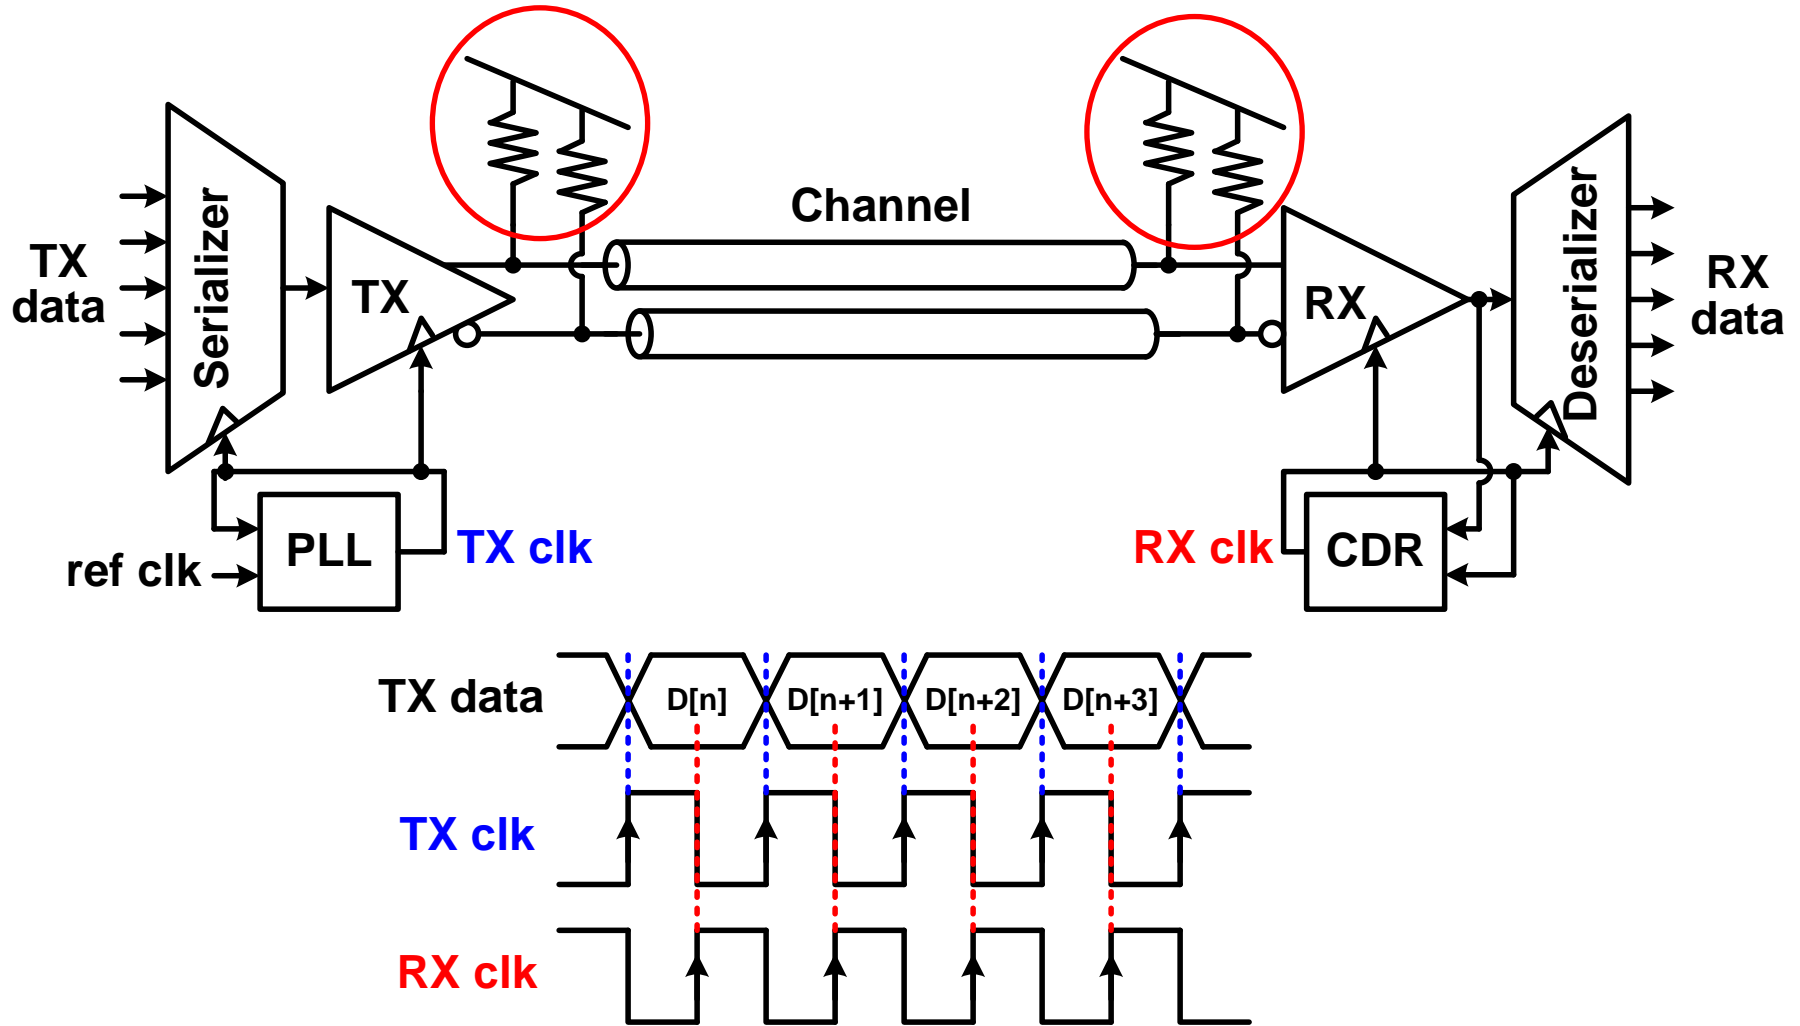 Channel
TX
data
Serializer
TX
RX
Deserializer
RX
data
PLL
TX clk
ref clk
RX clk
CDR
TX data
D[n]
D[n+1]
D[n+2]
D[n+3]
TX clk
RX clk